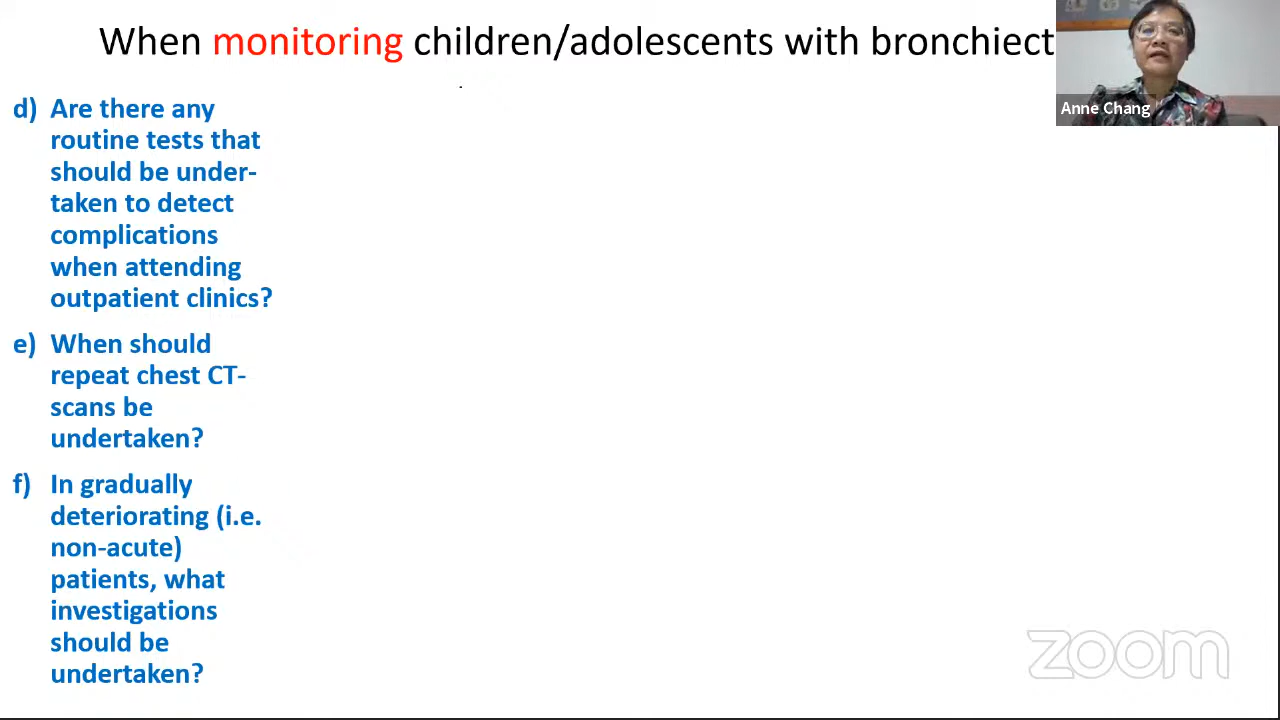 When monitoring children/adolescents with bronchiect
Anne Chang
d) Are there any
routine tests that
should be under-
taken to detect
complications
when attending
outpatient clinics?
e) When should
repeat chest CT-
scans be
undertaken?
f) In gradually
deteriorating (i.e.
non-acute)
patients, what
investigations
should be
undertaken?
zoom